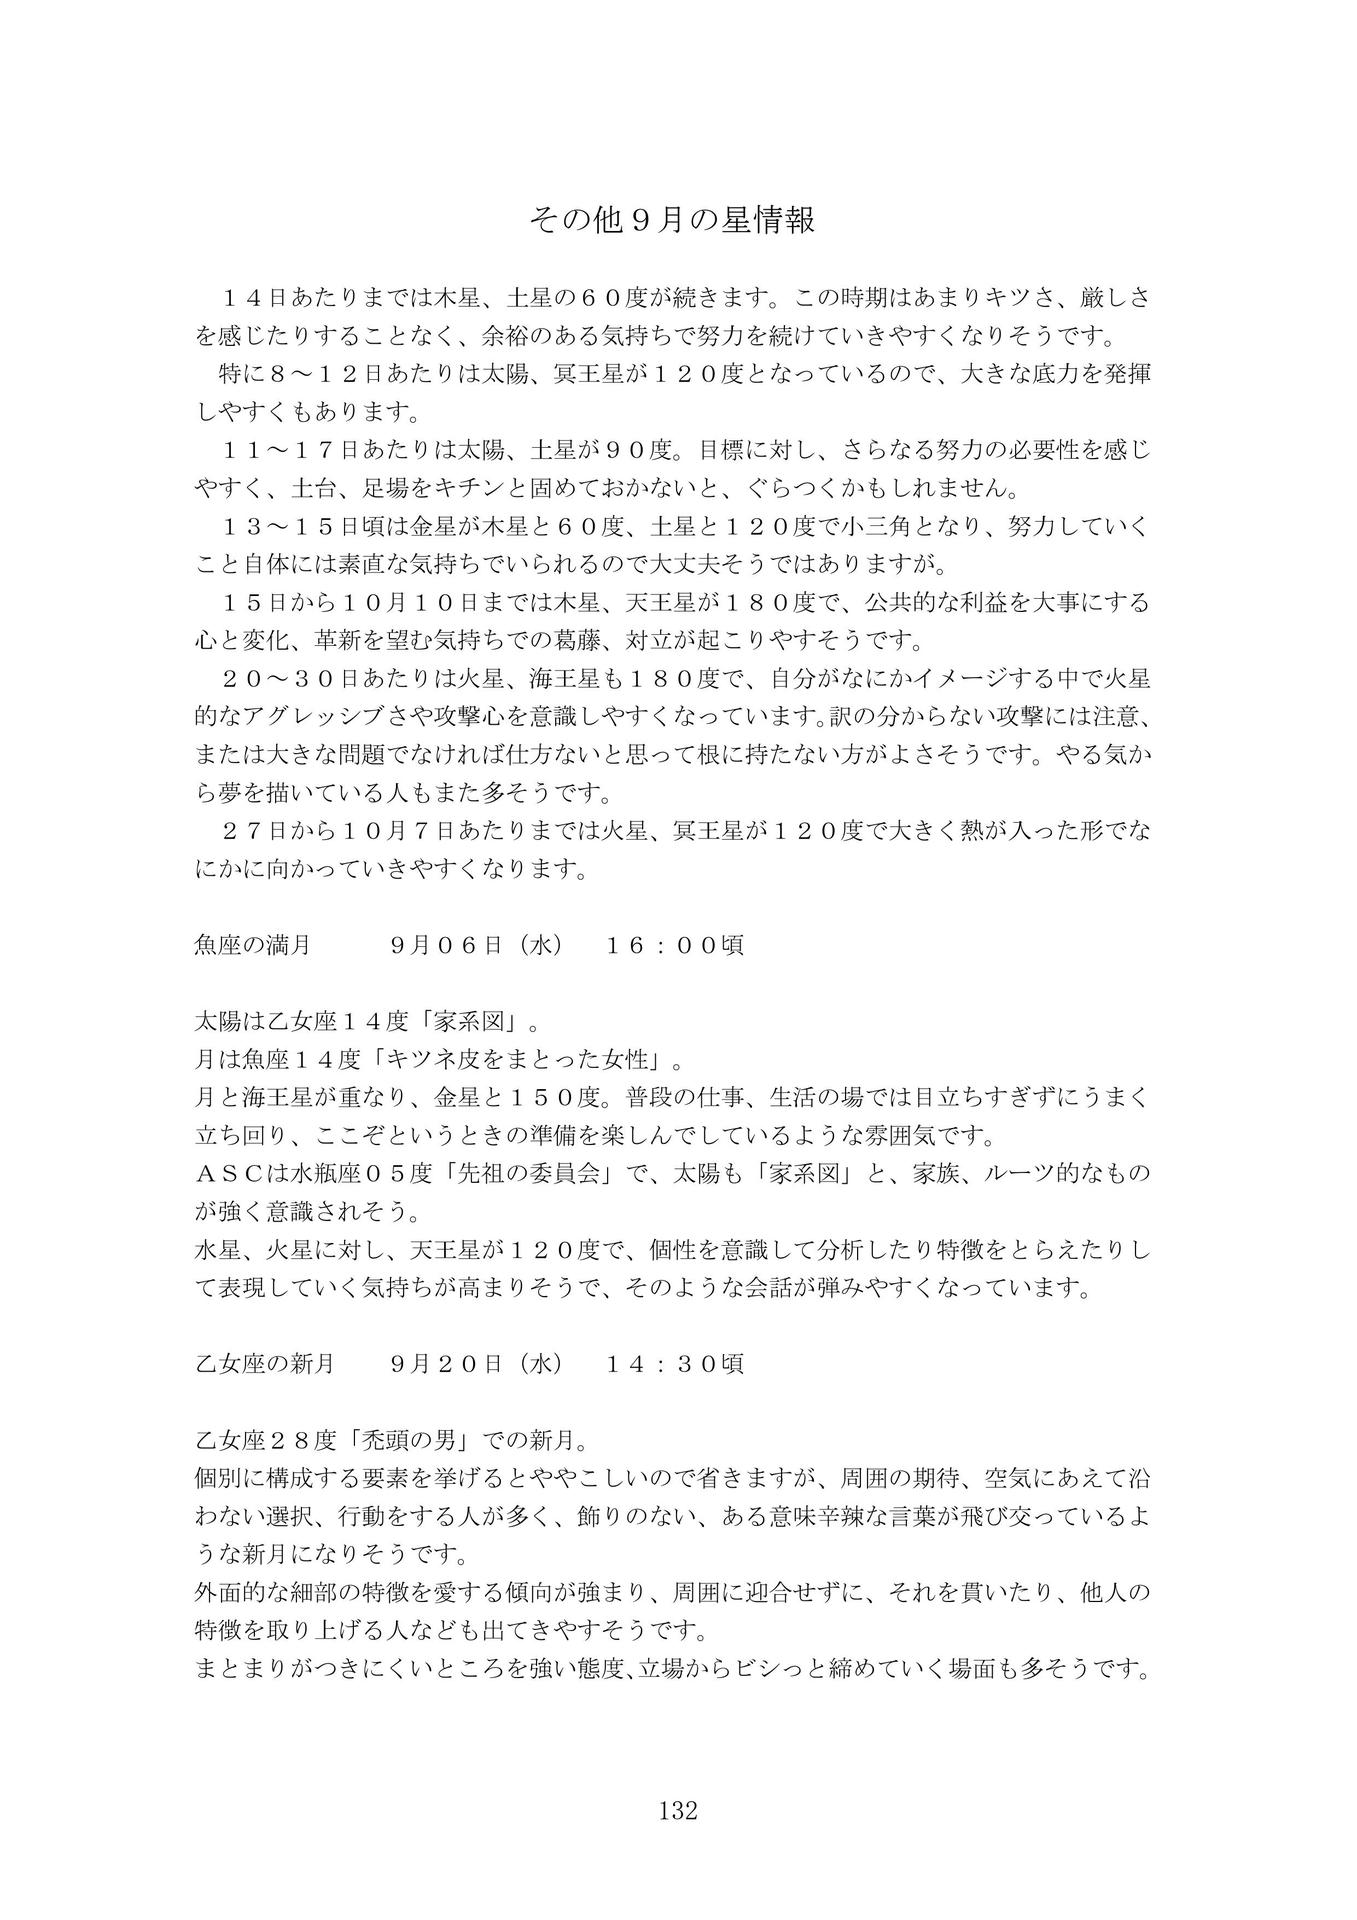 その他９月の星情報
　１４日あたりまでは木星、土星の６０度が続きます。この時期はあまりキツさ、厳しさ
を感じたりすることなく、余裕のある気持ちで努力を続けていきやすくなりそうです。
　特に８～１２日あたりは太陽、冥王星が１２０度となっているので、大きな底力を発揮
しやすくもあります。
　１１～１７日あたりは太陽、土星が９０度。目標に対し、さらなる努力の必要性を感じ
やすく、土台、足場をキチンと固めておかないと、ぐらつくかもしれません。
　１３～１５日頃は金星が木星と６０度、土星と１２０度で小三角となり、努力していく
こと自体には素直な気持ちでいられるので大丈夫そうではありますが。
　１５日から１０月１０日までは木星、天王星が１８０度で、公共的な利益を大事にする
心と変化、革新を望む気持ちでの葛藤、対立が起こりやすそうです。
　２０～３０日あたりは火星、海王星も１８０度で、自分がなにかイメージする中で火星
的なアグレッシブさや攻撃心を意識しやすくなっています。訳の分からない攻撃には注意、
または大きな問題でなければ仕方ないと思って根に持たない方がよさそうです。やる気か
ら夢を描いている人もまた多そうです。
　２７日から１０月７日あたりまでは火星、冥王星が１２０度で大きく熱が入った形でな
にかに向かっていきやすくなります。
魚座の満月　　　９月０６日（水）　１６：００頃
太陽は乙女座１４度「家系図」。
月は魚座１４度「キツネ皮をまとった女性」。
月と海王星が重なり、金星と１５０度。普段の仕事、生活の場では目立ちすぎずにうまく
立ち回り、ここぞというときの準備を楽しんでしているような雰囲気です。
ＡＳＣは水瓶座０５度「先祖の委員会」で、太陽も「家系図」と、家族、ルーツ的なもの
が強く意識されそう。
水星、火星に対し、天王星が１２０度で、個性を意識して分析したり特徴をとらえたりし
て表現していく気持ちが高まりそうで、そのような会話が弾みやすくなっています。
乙女座の新月　　９月２０日（水）　１４：３０頃
乙女座２８度「禿頭の男」での新月。
個別に構成する要素を挙げるとややこしいので省きますが、周囲の期待、空気にあえて沿
わない選択、行動をする人が多く、飾りのない、ある意味辛辣な言葉が飛び交っているよ
うな新月になりそうです。
外面的な細部の特徴を愛する傾向が強まり、周囲に迎合せずに、それを貫いたり、他人の
特徴を取り上げる人なども出てきやすそうです。
まとまりがつきにくいところを強い態度、立場からビシっと締めていく場面も多そうです。
132